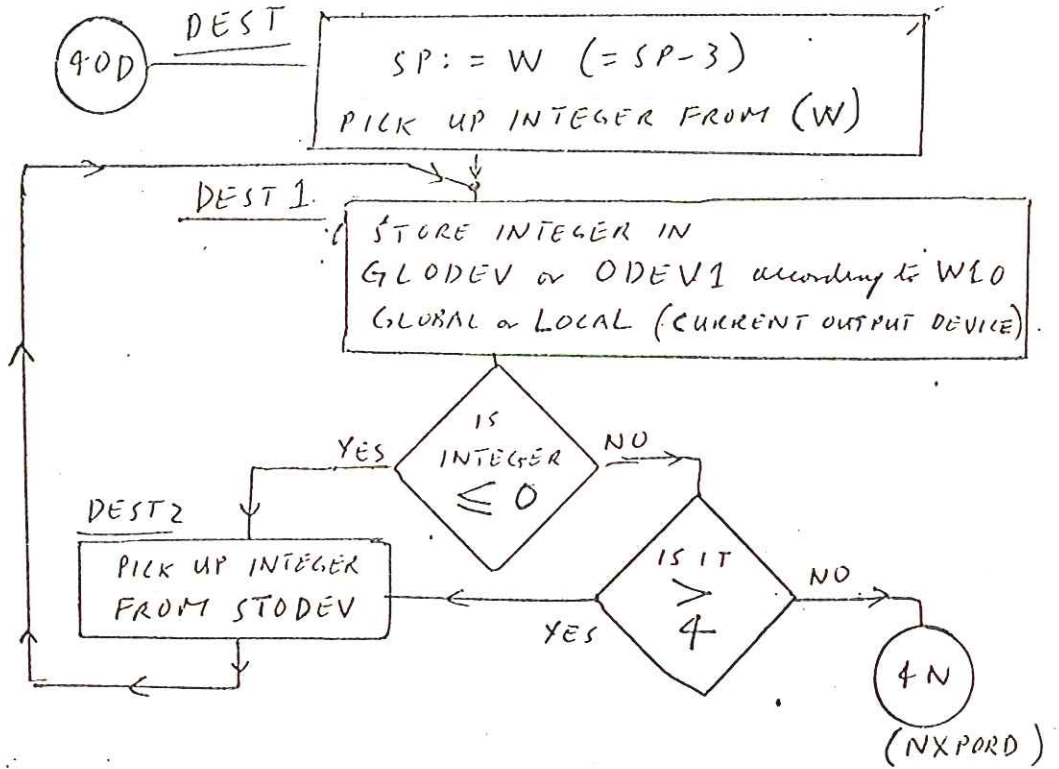 DEST
40D
SP:= W (= SP-3)
PICK UP INTEGER FROM (W)
DEST 1.
STORE INTEGER IN
GLODEV or ODEV1 according to W10
GLOBAL or LOCAL (CURRENT OUTPUT DEVICE).
IS
INTEGER
≤ 0
YES
NO
DEST2
PICK UP INTEGER
FROM STODEV
IS IT
>
4
YES
NO
4N
(NXPORD)